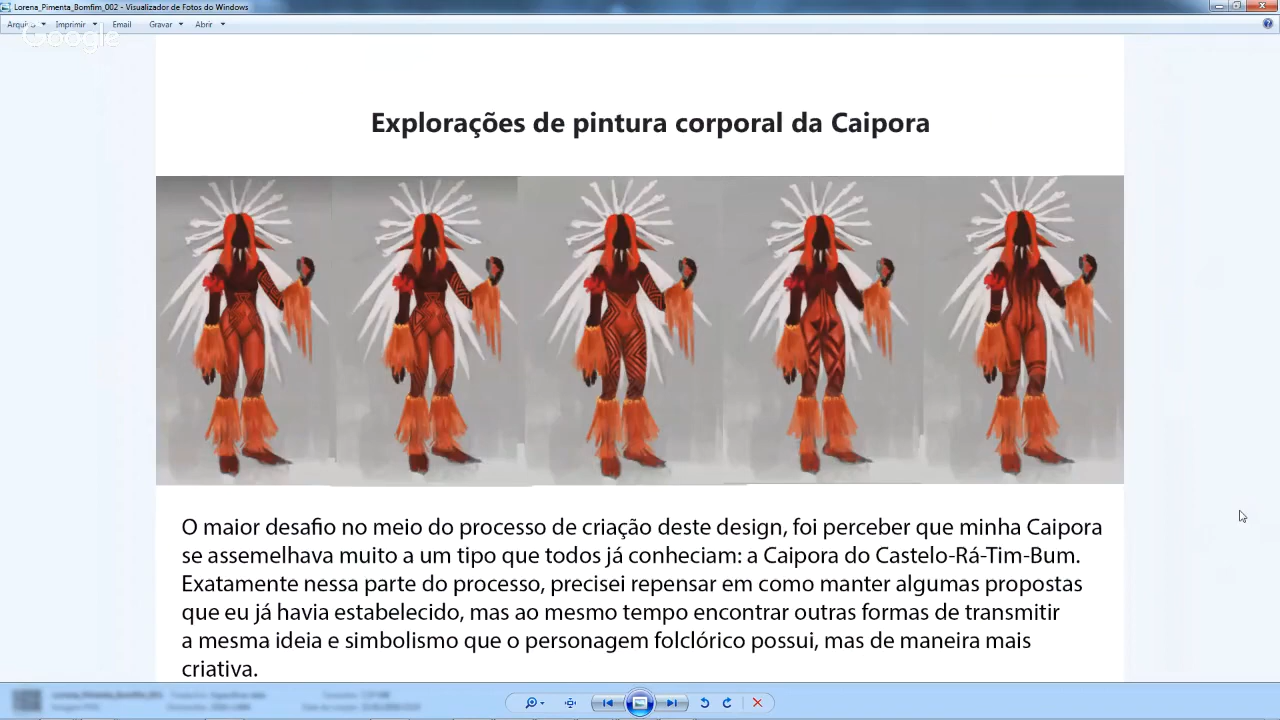 Lorena_Pimenta_Bomfim_002 - Visualizador de Fotos do Windows
Arquivo Imprimir Email Gravar Abrir
Google
Explorações de pintura corporal da Caipora
O maior desafio no meio do processo de criação deste design, foi perceber que minha Caipora
se assemelhava muito a um tipo que todos já conheciam: a Caipora do Castelo-Rá-Tim-Bum.
Exatamente nessa parte do processo, precisei repensar em como manter algumas propostas
que eu já havia estabelecido, mas ao mesmo tempo encontrar outras formas de transmitir
a mesma ideia e simbolismo que o personagem folclórico possui, mas de maneira mais
criativa.